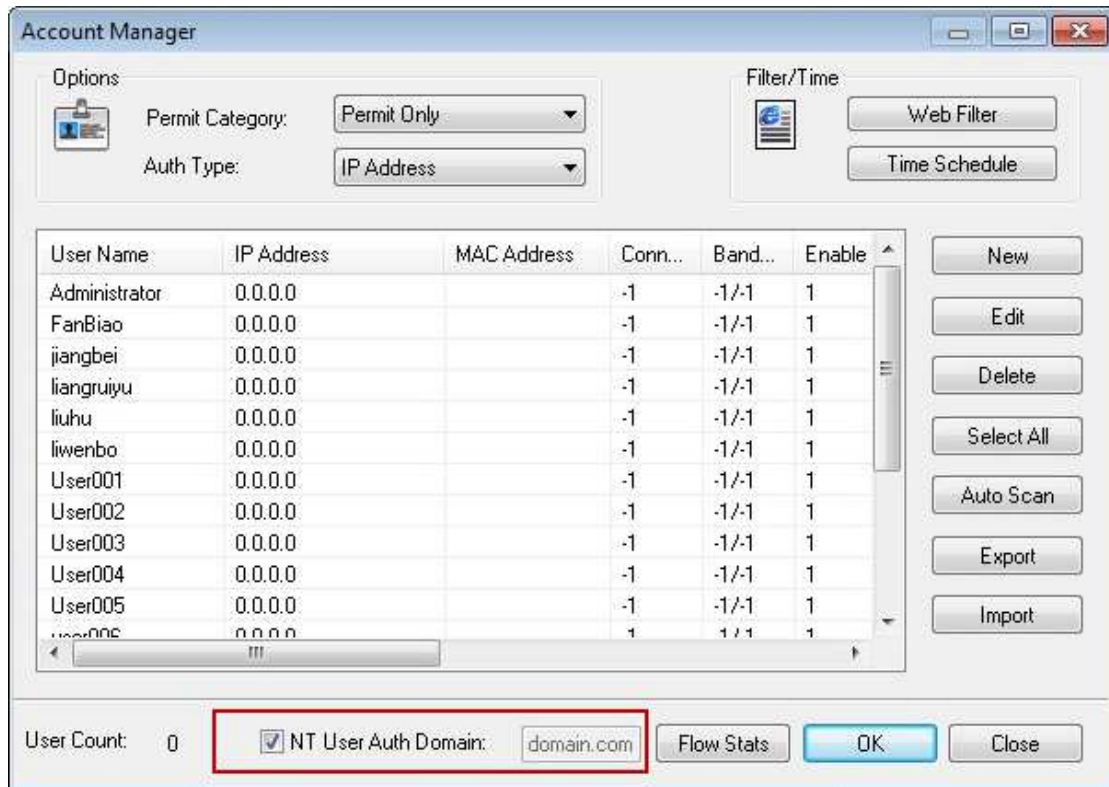 Account Manager
Options
Permit Category: Permit Only
Auth Type: IP Address
Filter/Time
Web Filter
Time Schedule
User Name IP Address MAC Address Conn... Band... Enable
Administrator 0.0.0.0 -1 -1/-1 1
FanBiao 0.0.0.0 -1 -1/-1 1
jiangbei 0.0.0.0 -1 -1/-1 1
liangruiyu 0.0.0.0 -1 -1/-1 1
liuhu 0.0.0.0 -1 -1/-1 1
liwenbo 0.0.0.0 -1 -1/-1 1
User001 0.0.0.0 -1 -1/-1 1
User002 0.0.0.0 -1 -1/-1 1
User003 0.0.0.0 -1 -1/-1 1
User004 0.0.0.0 -1 -1/-1 1
User005 0.0.0.0 -1 -1/-1 1
New
Edit
Delete
Select All
Auto Scan
Export
Import
User Count: 0
NT User Auth Domain: domain.com
Flow Stats
OK
Close